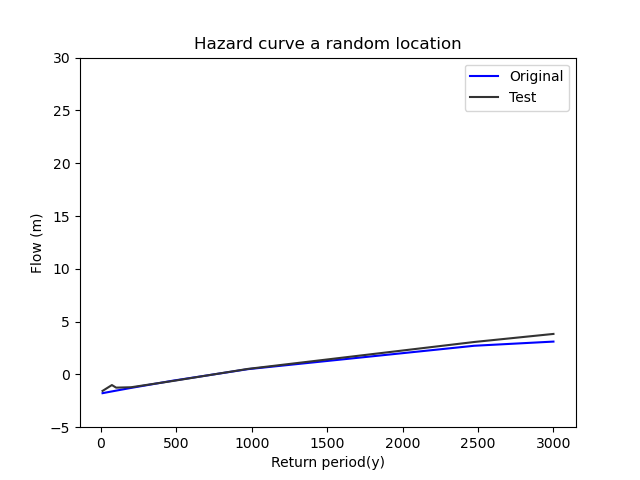 Hazard curve a random location
Original
Test
30
25
20
15
10
5
0
−5
Flow (m)
0 500 1000 1500 2000 2500 3000
Return period(y)